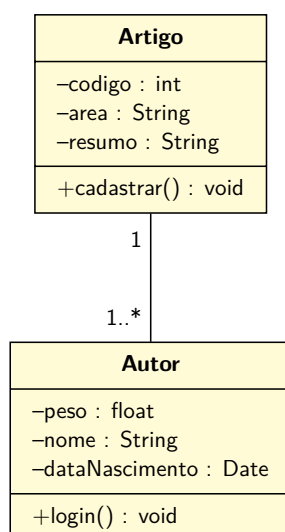 Artigo
–codigo : int
–area : String
–resumo : String
+cadastrar() : void
1
1..*
Autor
–peso : float
–nome : String
–dataNascimento : Date
+login() : void